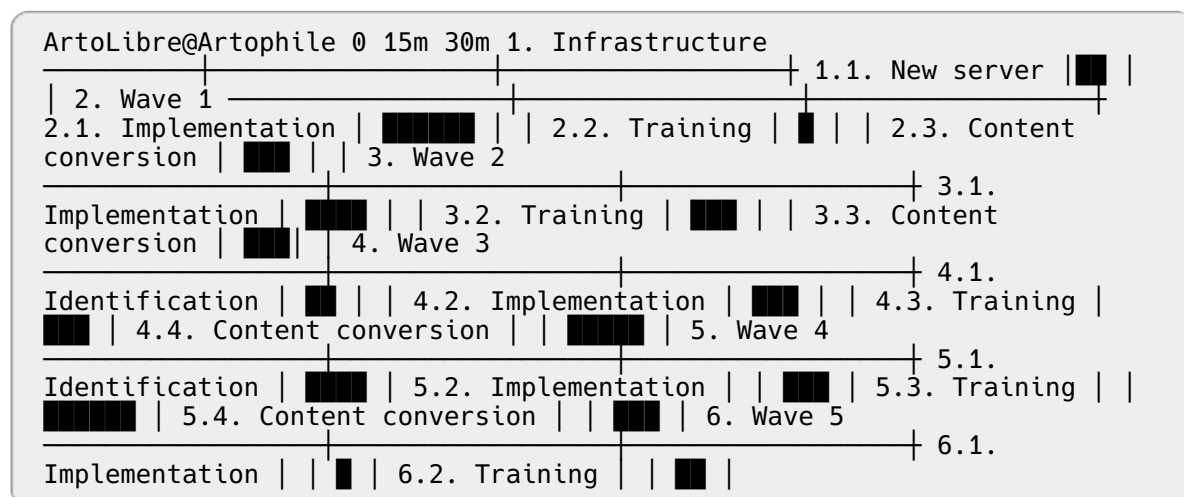 ArtoLibre@Artophile 0 15m 30m 1. Infrastructure
──────────┼──────────────────┼──────────────────┼ 1.1. New server |██ |
| 2. Wave 1 ──────────────────┼──────────────────┼──────────────────┼
2.1. Implementation | ██████ | | 2.2. Training | █ | | 2.3. Content
conversion | ███ | | 3. Wave 2
──────────────────┼──────────────────┼──────────────────┼ 3.1.
Implementation | ████ | | 3.2. Training | ███ | | 3.3. Content
conversion | ███| | 4. Wave 3
──────────────────┼──────────────────┼──────────────────┼ 4.1.
Identification | ██ | | 4.2. Implementation | ███ | | 4.3. Training |
███ | 4.4. Content conversion | | █████ | 5. Wave 4
──────────────────┼──────────────────┼──────────────────┼ 5.1.
Identification | ████ | 5.2. Implementation | | ███ | 5.3. Training | |
██████ | 5.4. Content conversion | | ███ | 6. Wave 5
──────────────────┼──────────────────┼──────────────────┼ 6.1.
Implementation | | █ | 6.2. Training | | ██ |